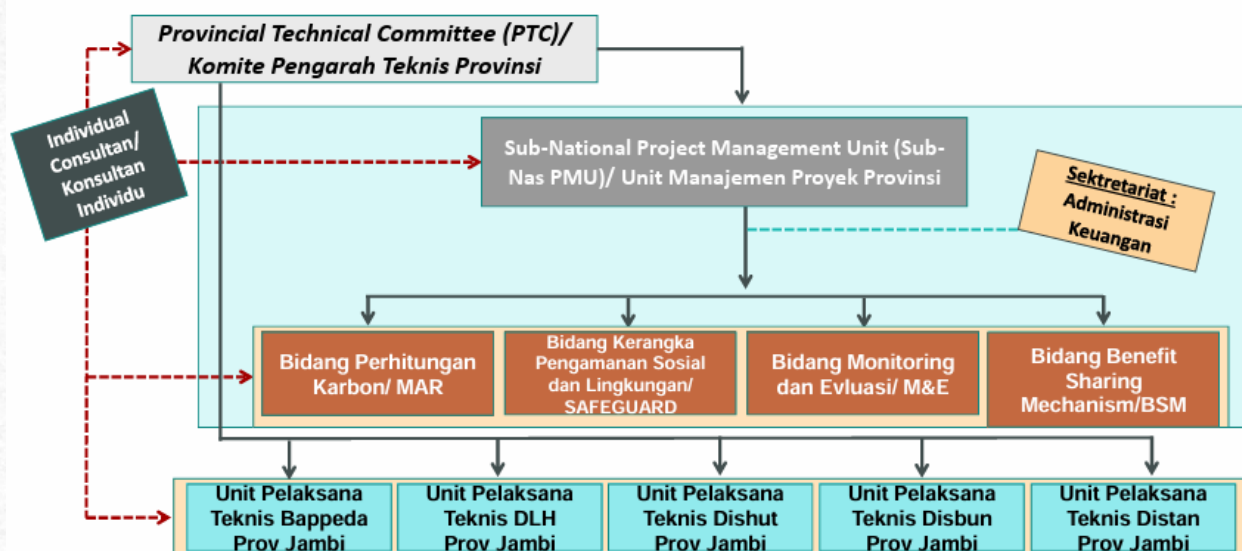 Provincial Technical Committee (PTC)/
Komite Pengarah Teknis Provinsi
Individual
Consultan/
Konsultan
Individu
Sub-National Project Management Unit (Sub-
Nas PMU)/ Unit Manajemen Proyek Provinsi
Sektretariat :
Administrasi
Keuangan
Bidang Perhitungan
Karbon/ MAR
Bidang Kerangka
Pengamanan Sosial
dan Lingkungan/
SAFEGUARD
Bidang Monitoring
dan Evluasi/ M&E
Bidang Benefit
Sharing
Mechanism/BSM
Unit Pelaksana
Teknis Bappeda
Prov Jambi
Unit Pelaksana
Teknis DLH
Prov Jambi
Unit Pelaksana
Teknis Dishut
Prov Jambi
Unit Pelaksana
Teknis Disbun
Prov Jambi
Unit Pelaksana
Teknis Distan
Prov Jambi